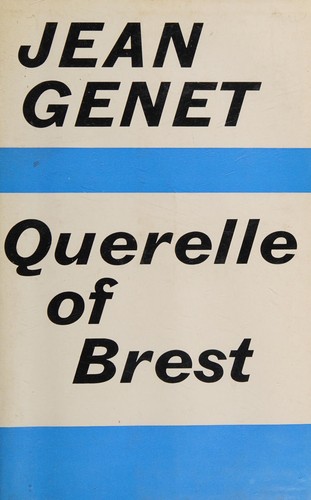 JEAN
GENET
Querelle
of
Brest